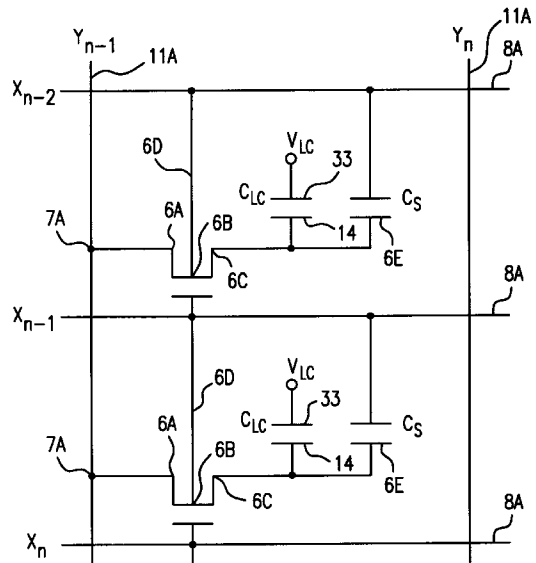 Yn-1
11A
Yn
11A
8A
Xn-2
6D
VLC
33
CLC
CS
6A
6B
7A
14
6E
6C
8A
Xn-1
VLC
6D
33
CLC
CS
6A
6B
7A
14
6E
6C
8A
Xn